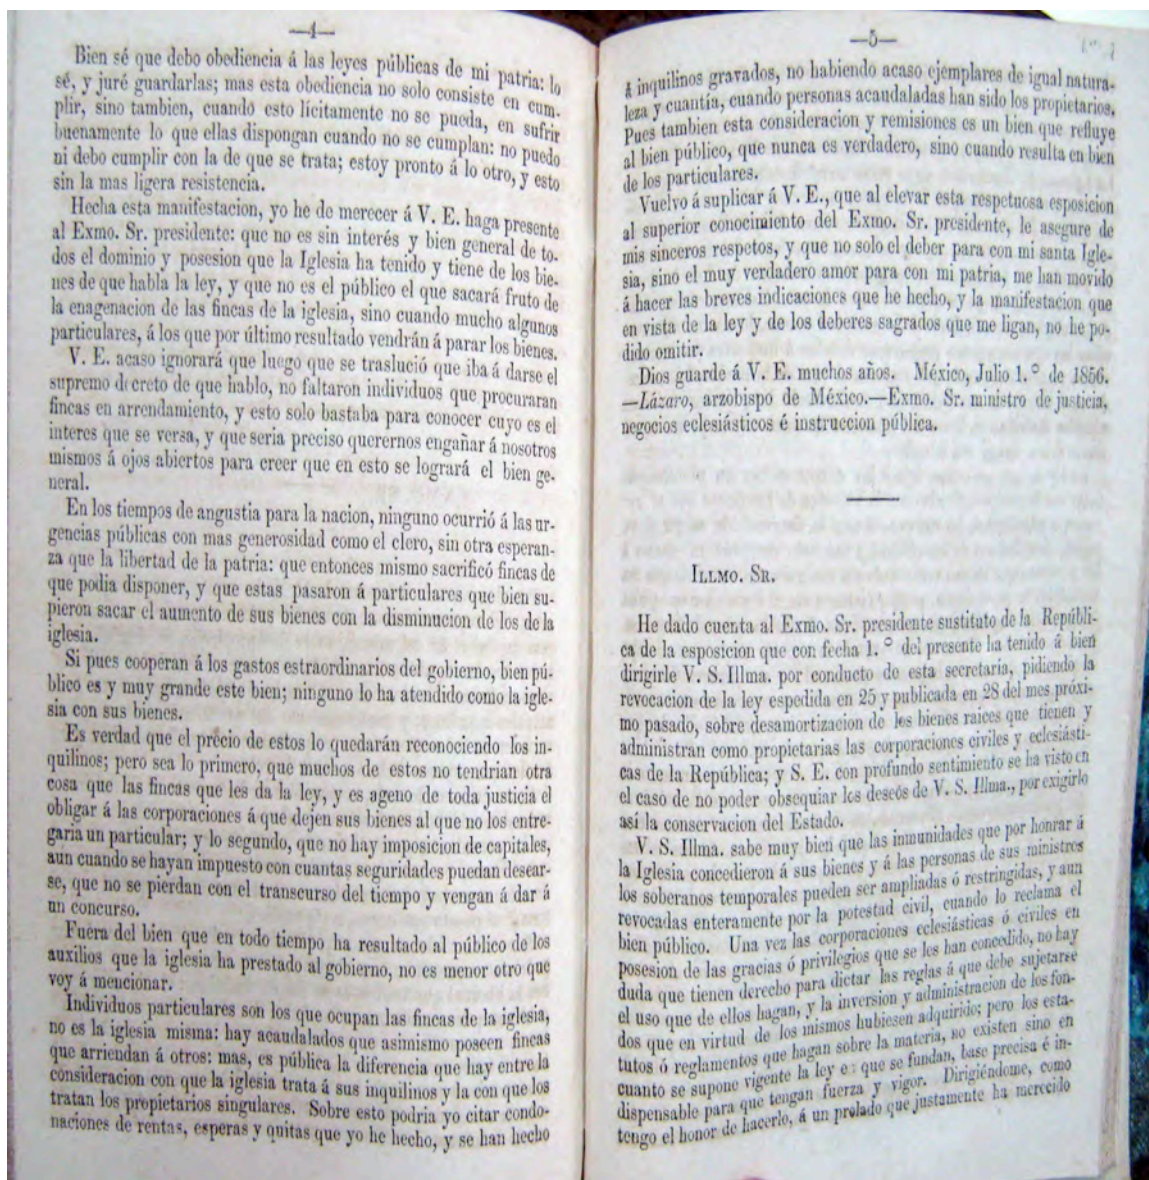 —4—
Bien sé que debo obediencia á las leyes públicas de mi patria: lo
sé, y juré guardarlas; mas esta obediencia no solo consiste en cum-
plir, sino tambien, cuando esto lícitamente no se pueda, en sufrir
buenamente lo que ellas dispongan cuando no se cumplan: no puedo
ni debo cumplir con la de que se trata; estoy pronto á lo otro, y esto
sin la mas ligera resistencia.
Hecha esta manifestacion, yo he de merecer á V. E. haga presente
al Exmo. Sr. presidente: que no es sin interés y bien general de to-
dos el dominio y posesion que la Iglesia ha tenido y tiene de los bie-
nes de que habla la ley, y que no es el público el que sacará fruto de
la enagenacion de las fincas de la iglesia, sino cuando mucho algunos
particulares, á los que por último resultado vendrán á parar los bienes.
V. E. acaso ignorará que luego que se traslució que iba á darse el
supremo decreto de que hablo, no faltaron individuos que procuraran
fincas en arrendamiento, y esto solo bastaba para conocer cuyo es el
interes que se versa, y que seria preciso querernos engañar á nosotros
mismos á ojos abiertos para creer que en esto se logrará el bien ge-
neral.
En los tiempos de angustia para la nacion, ninguno ocurrió á las ur-
gencias públicas con mas generosidad como el clero, sin otra esperan-
za que la libertad de la patria: que entonces mismo sacrificó fincas de
que podia disponer, y que estas pasaron á particulares que bien su-
pieron sacar el aumento de sus bienes con la disminucion de los de la
iglesia.
Si pues cooperan á los gastos estraordinarios del gobierno, bien pú-
blico es y muy grande este bien; ninguno lo ha atendido como la igle-
sia con sus bienes.
Es verdad que el précio de estos lo quedarán reconociendo los in-
quilinos; pero sea lo primero, que muchos de estos no tendrian otra
cosa que las fincas que les da la ley, y es ageno de toda justicia el
obligar á las corporaciones á que dejen sus bienes al que no los entre-
garia un particular; y lo segundo, que no hay imposicion de capitales,
aun cuando se hayan impuesto con cuantas seguridades puedan desear-
se, que no se pierdan con el transcurso del tiempo y vengan á dar á
un concurso.
Fuera del bien que en todo tiempo ha resultado al público de los
auxilios que la iglesia ha prestado al gobierno, no es menor otro que
voy á mencionar.
Individuos particulares son los que ocupan las fincas de la iglesia,
no es la iglesia misma: hay acaudalados que asimismo poseen fincas
que arriendan á otros: mas, es pública la diferencia que hay entre la
consideracion con que la iglesia trata á sus inquilinos y la con que los
tratan los propietarios singulares. Sobre esto podria yo citar condo-
naciones de rentas, esperas y quitas que yo he hecho, y se han hecho
—5—
á inquilinos gravados, no habiendo acaso ejemplares de igual natura-
leza y cuantía, cuando personas acaudaladas han sido los propietarios.
Pues tambien esta consideracion y remisiones es un bien que refluye
al bien público, que nunca es verdadero, sino cuando resulta en bien
de los particulares.
Vuelvo á suplicar á V. E., que al elevar esta respetuosa esposicion
al superior conocimiento del Exmo. Sr. presidente, le asegure de
mis sinceros respetos, y que no solo el deber para con mi santa Igle-
sia, sino el muy verdadero amor para con mi patria, me han movido
á hacer las breves indicaciones que he hecho, y la manifestacion que
en vista de la ley y de los deberes sagrados que me ligan, no he po-
dido omitir.
Dios guarde á V. E. muchos años. México, Julio 1.° de 1856.
—Lázaro, arzobispo de México.—Exmo. Sr. ministro de justicia,
negocios eclesiásticos é instruccion pública.
ILLMO. SR.
He dado cuenta al Exmo. Sr. presidente sustituto de la Repúbli-
ca de la esposicion que con fecha 1.° del presente ha tenido á bien
dirigirle V. S. Illma. por conducto de esta secretaria, pidiendo la
revocacion de la ley espedida en 25 y publicada en 28 del mes próxi-
mo pasado, sobre desamortizacion de los bienes raices que tienen y
administran como propietarias las corporaciones civiles y eclesiásti-
cas de la República; y S. E. con profundo sentimiento se ha visto en
el caso de no poder obsequiar los deseós de V. S. Illma., por exigirlo
así la conservacion del Estado.
V. S. Illma. sabe muy bien que las inmunidades que por honrar á
la Iglesia concedieron á sus bienes y á las personas de sus ministros
los soberanos temporales pueden ser ampliadas ó restringidas, y aun
revocadas enteramente por la potestad civil, cuando lo reclama el
bien público. Una vez las corporaciones eclesiásticas ó civiles en
posesion de las gracias ó privilegios que se les han concedido, no hay
duda que tienen derecho para dictar las reglas á que debe sujetarse
el uso que de ellos hagan, y la inversion y administracion de los fon-
dos que en virtud de los mismos hubiesen adquirido; pero los esta-
tutos ó reglamentos que hagan sobre la materia, no existen sino en
cuanto se supone vigente la ley e: que se fundan, base precisa é in-
dispensable para que tengan fuerza y vigor. Dirigiéndome, como
tengo el honor de hacerlo, á un prelado que justamente ha merecido